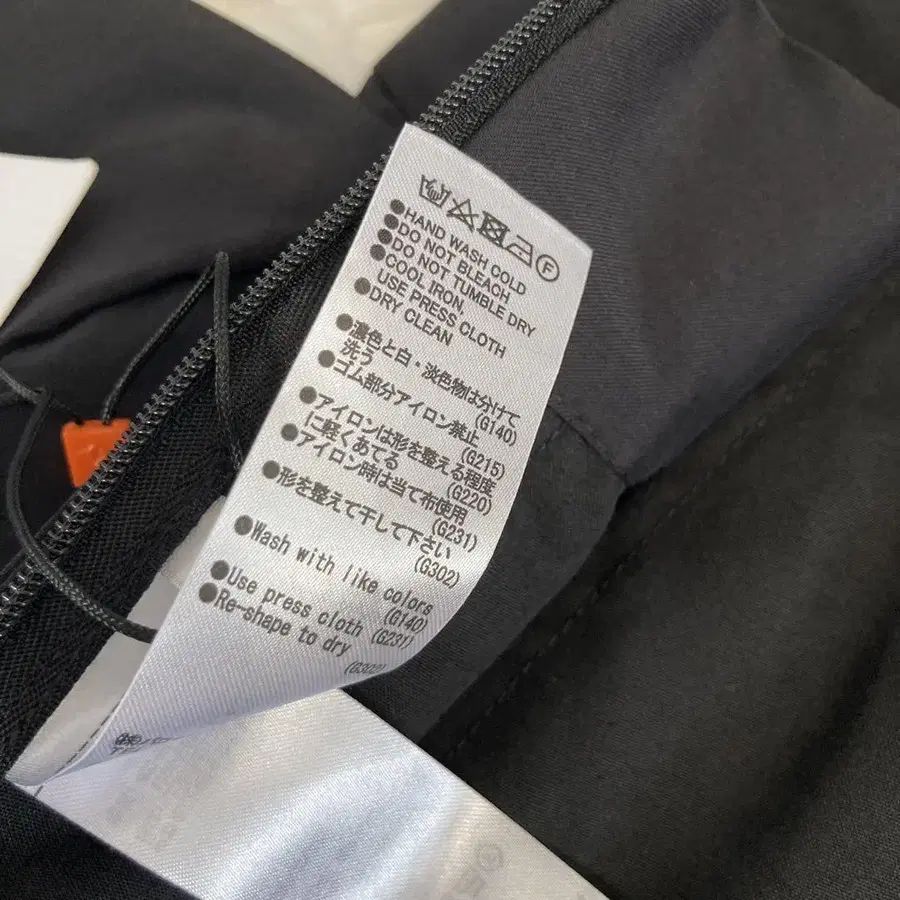 F
●HAND WASH COLD
●DO NOT BLEACH
●DO NOT TUMBLE DRY
●COOL IRON,
USE PRESS CLOTH
●DRY CLEAN
●濃色と白・淡色物は分けて
洗う (G140)
●ゴム部分アイロン禁止
(G215)
●アイロンは形を整える程度
に軽くあてる (G220)
●アイロン時は当て布使用
(G231)
●形を整えて干して下さい
(G302)
●Wash with like colors
(G140)
●Use press cloth (G231)
●Re-shape to dry
(G302)